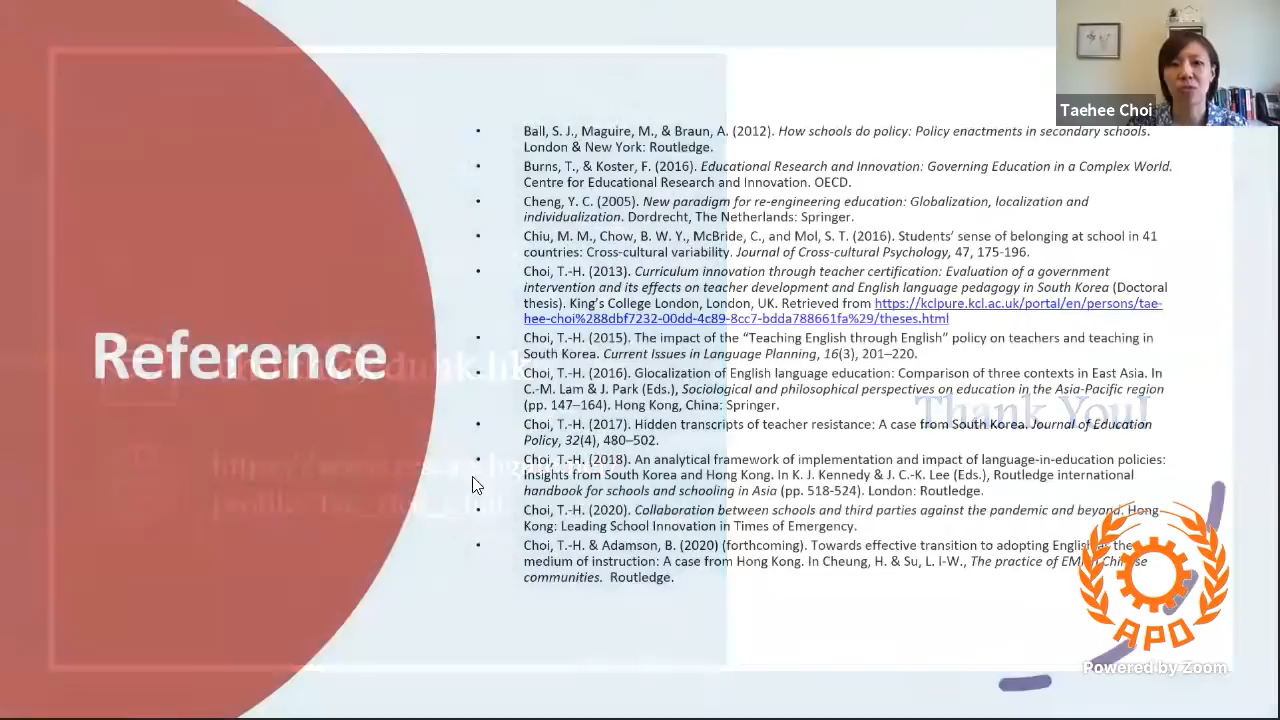 Taehee Choi
Reference
• Ball, S. J., Maguire, M., & Braun, A. (2012). How schools do policy: Policy enactments in secondary schools.
London & New York: Routledge.
• Burns, T., & Koster, F. (2016). Educational Research and Innovation: Governing Education in a Complex World.
Centre for Educational Research and Innovation. OECD.
• Cheng, Y. C. (2005). New paradigm for re-engineering education: Globalization, localization and
individualization. Dordrecht, The Netherlands: Springer.
• Chiu, M. M., Chow, B. W. Y., McBride, C., and Mol, S. T. (2016). Students’ sense of belonging at school in 41
countries: Cross-cultural variability. Journal of Cross-cultural Psychology, 47, 175-196.
• Choi, T.-H. (2013). Curriculum innovation through teacher certification: Evaluation of a government
intervention and its effects on teacher development and English language pedagogy in South Korea (Doctoral
thesis). King’s College London, London, UK. Retrieved from https://kclpure.kcl.ac.uk/portal/en/persons/tae-
hee-choi%288dbf7232-00dd-4c89-8cc7-bdda788661fa%29/theses.html
• Choi, T.-H. (2015). The impact of the “Teaching English through English” policy on teachers and teaching in
South Korea. Current Issues in Language Planning, 16(3), 201–220.
• Choi, T.-H. (2016). Glocalization of English language education: Comparison of three contexts in East Asia. In
C.-M. Lam & J. Park (Eds.), Sociological and philosophical perspectives on education in the Asia-Pacific region
(pp. 147–164). Hong Kong, China: Springer.
• Choi, T.-H. (2017). Hidden transcripts of teacher resistance: A case from South Korea. Journal of Education
Policy, 32(4), 480–502.
• Choi, T.-H. (2018). An analytical framework of implementation and impact of language-in-education policies:
Insights from South Korea and Hong Kong. In K. J. Kennedy & J. C.-K. Lee (Eds.), Routledge international
handbook for schools and schooling in Asia (pp. 518-524). London: Routledge.
• Choi, T.-H. (2020). Collaboration between schools and third parties against the pandemic and beyond. Hong
Kong: Leading School Innovation in Times of Emergency.
• Choi, T.-H. & Adamson, B. (2020) (forthcoming). Towards effective transition to adopting English as the
medium of instruction: A case from Hong Kong. In Cheung, H. & Su, L. I-W., The practice of EMI in Chinese
communities. Routledge.
Thank You!
APO
Powered by Zoom